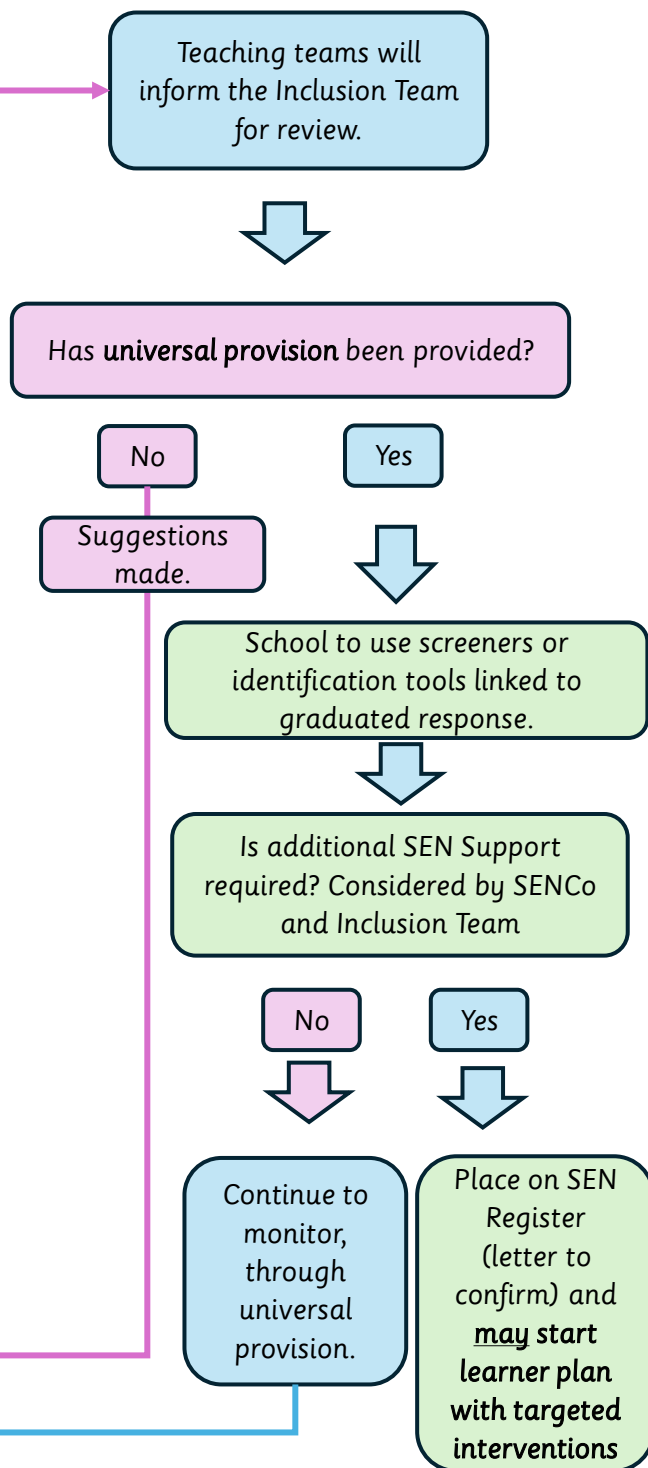 Teaching teams will
inform the Inclusion Team
for review.
Has universal provision been provided?
No
Yes
Suggestions
made.
School to use screeners or
identification tools linked to
graduated response.
Is additional SEN Support
required? Considered by SENCo
and Inclusion Team
No
Yes
Continue to
monitor,
through
universal
provision.
Place on SEN
Register
(letter to
confirm) and
may start
learner plan
with targeted
interventions